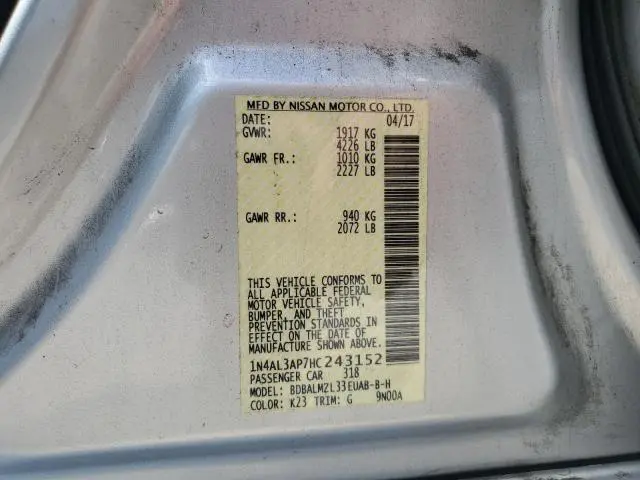 MFD BY NISSAN MOTOR CO., LTD.
DATE: 04/17
GVWR: 1917 KG
4226 LB
GAWR FR.: 1010 KG
2227 LB
GAWR RR.: 940 KG
2072 LB
THIS VEHICLE CONFORMS TO
ALL APPLICABLE FEDERAL
MOTOR VEHICLE SAFETY,
BUMPER, AND THEFT
PREVENTION STANDARDS IN
EFFECT ON THE DATE OF
MANUFACTURE SHOWN ABOVE.
1N4AL3AP7HC243152
PASSENGER CAR 318
MODEL: BDBALM2L33EUAB-B-H
COLOR: K23 TRIM: G 9N00A